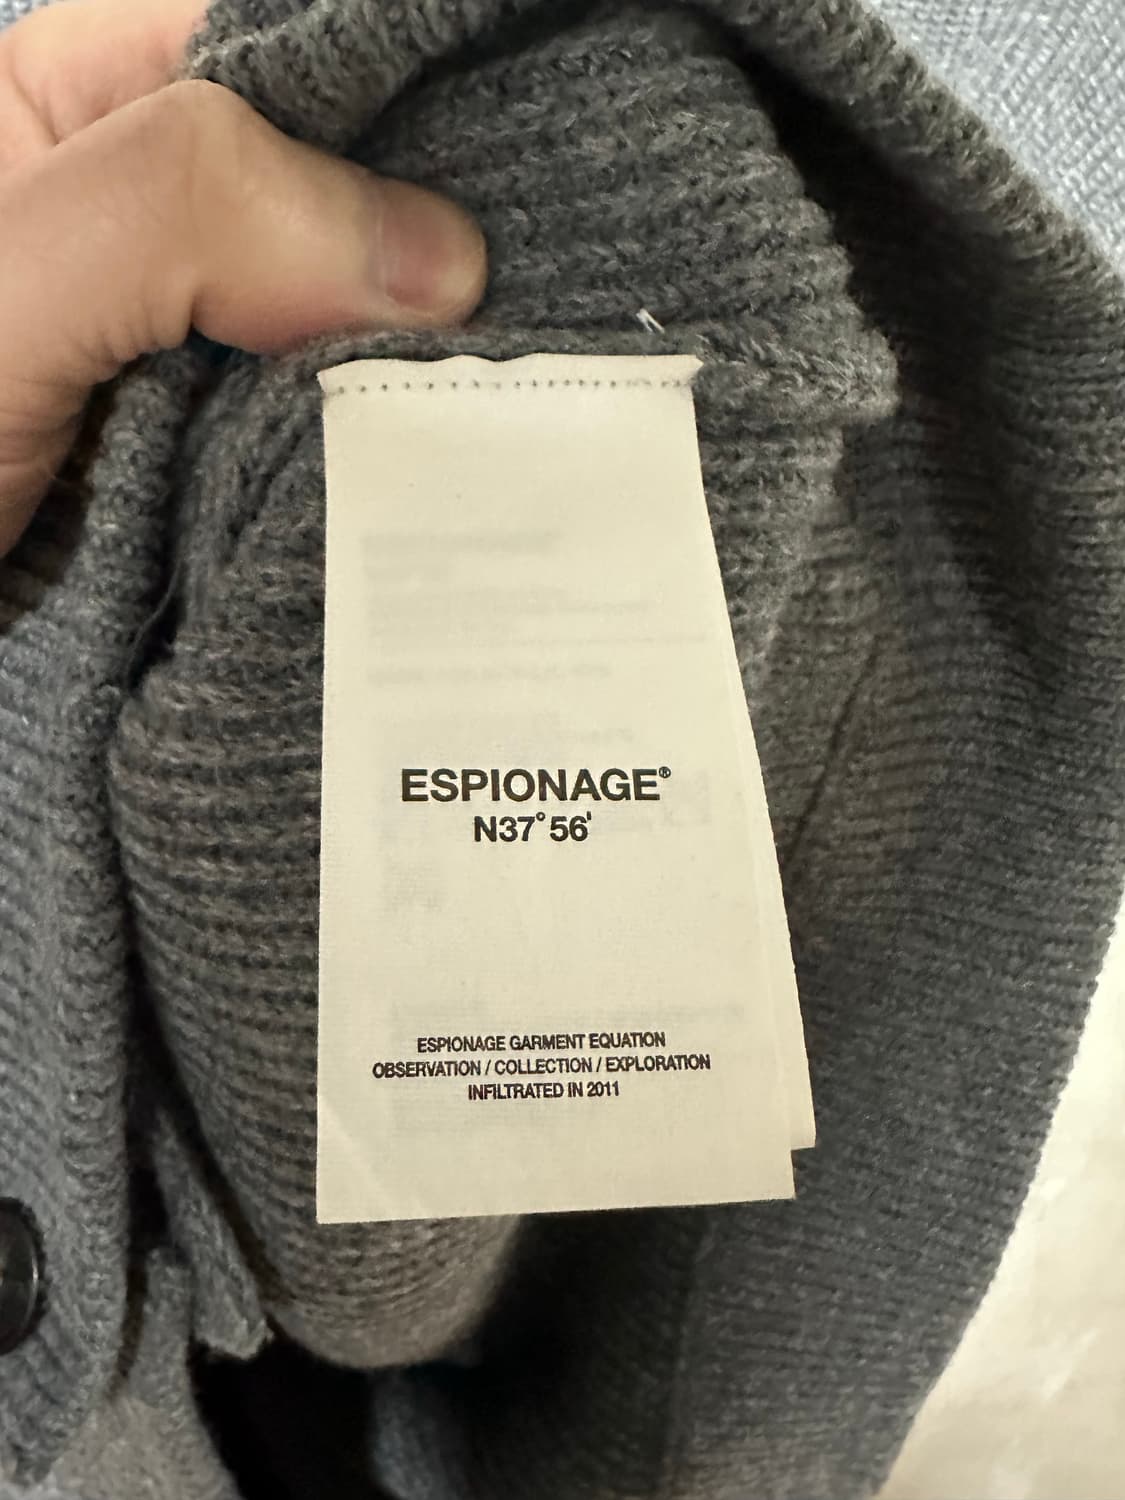 ESPIONAGE®
N37°56'
ESPIONAGE GARMENT EQUATION
OBSERVATION / COLLECTION / EXPLORATION
INFILTRATED IN 2011